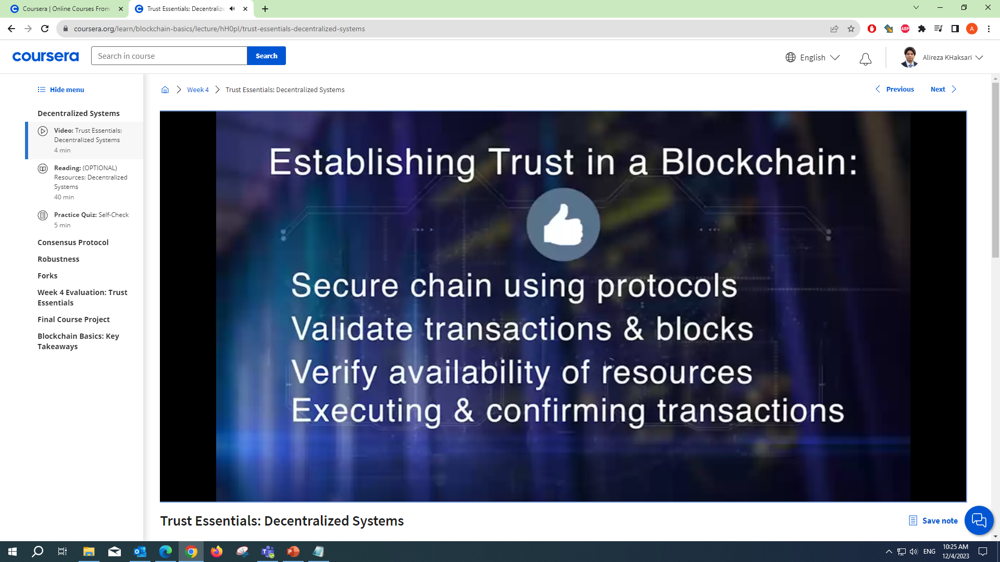 Coursera | Online Courses From
Trust Essentials: Decentralize
coursera.org/learn/blockchain-basics/lecture/hH0pl/trust-essentials-decentralized-systems
ABP
A
coursera
Search in course
Search
English
Alireza KHaksari
Hide menu
Week 4
Trust Essentials: Decentralized Systems
Previous
Next
Decentralized Systems
Video: Trust Essentials:
Decentralized Systems
4 min
Reading: (OPTIONAL)
Resources: Decentralized
Systems
40 min
Practice Quiz: Self-Check
5 min
Consensus Protocol
Robustness
Forks
Week 4 Evaluation: Trust
Essentials
Final Course Project
Blockchain Basics: Key
Takeaways
Establishing Trust in a Blockchain:
Secure chain using protocols
Validate transactions & blocks
Verify availability of resources
Executing & confirming transactions
Trust Essentials: Decentralized Systems
Save note
ENG
10:25 AM
12/4/2023